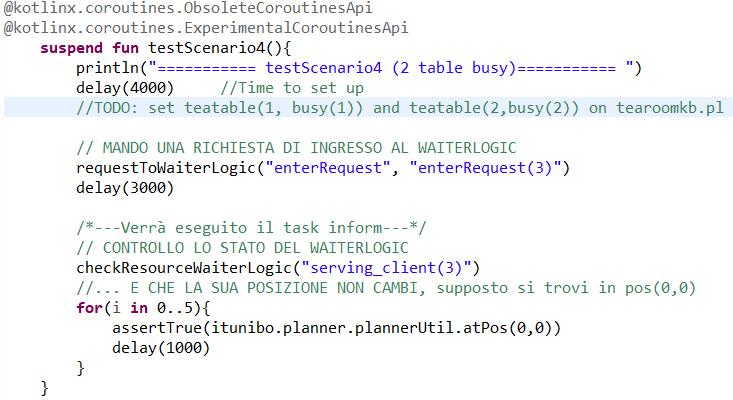 @kotlinx.coroutines.ObsoleteCoroutinesApi
@kotlinx.coroutines.ExperimentalCoroutinesApi
    suspend fun testScenario4(){
        println("=========== testScenario4 (2 table busy)=========== ")
        delay(4000)     //Time to set up
        //TODO: set teatable(1, busy(1)) and teatable(2,busy(2)) on tearoomkb.pl

        // MANDO UNA RICHIESTA DI INGRESSO AL WAITERLOGIC
        requestToWaiterLogic("enterRequest", "enterRequest(3)")
        delay(3000)

        /*---Verrà eseguito il task inform---*/
        // CONTROLLO LO STATO DEL WAITERLOGIC
        checkResourceWaiterLogic("serving_client(3)")
        //... E CHE LA SUA POSIZIONE NON CAMBI, supposto si trovi in pos(0,0)
        for(i in 0..5){
            assertTrue(itunibo.planner.plannerUtil.atPos(0,0))
            delay(1000)
        }
    }